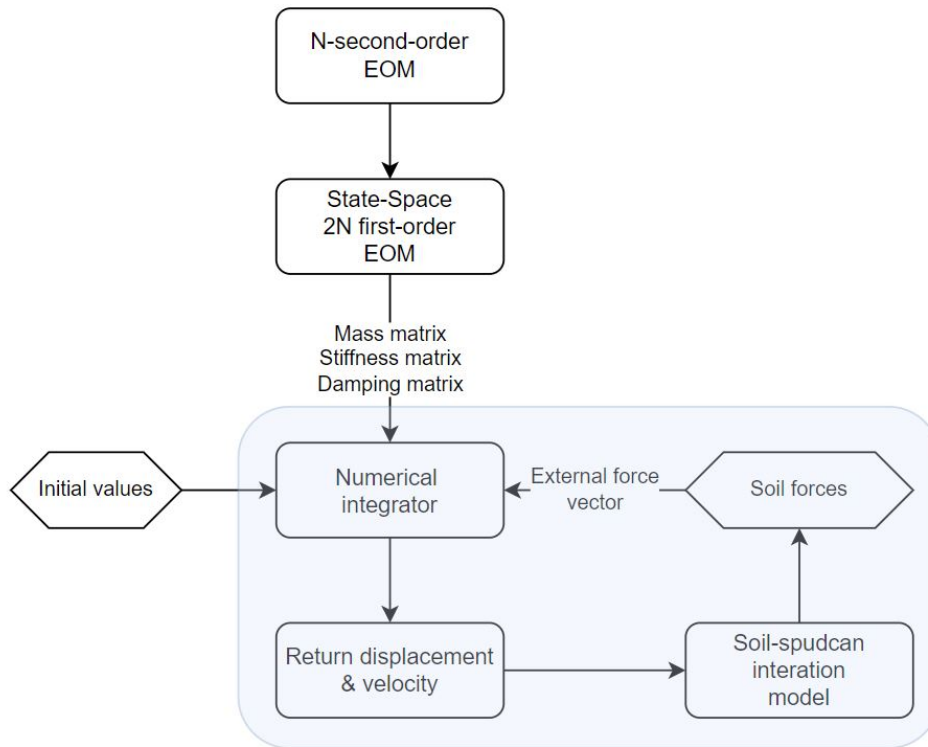 N-second-order
EOM
State-Space
2N first-order
EOM
Mass matrix
Stiffness matrix
Damping matrix
Initial values
Numerical
integrator
External force
vector
Soil forces
Return displacement
& velocity
Soil-spudcan
interation
model